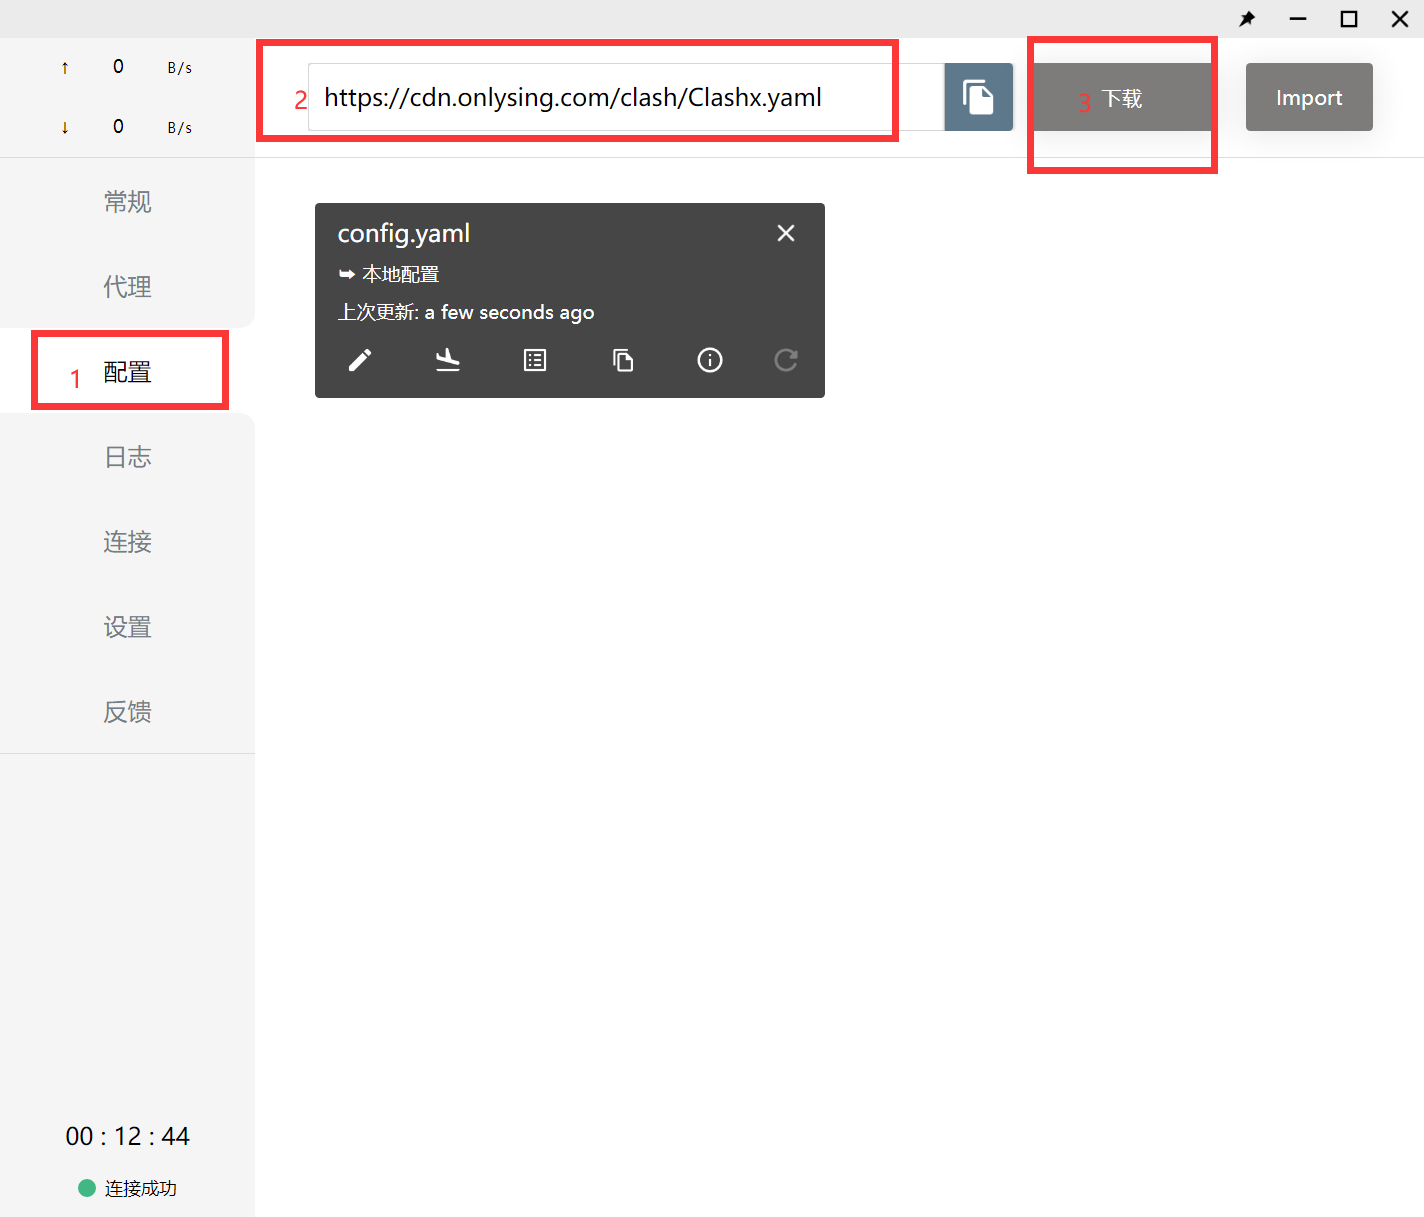 ↑ 0 B/s
↓ 0 B/s
2 https://cdn.onlysing.com/clash/Clashx.yaml
3 下载
Import
常规
代理
1 配置
日志
连接
设置
反馈
config.yaml
本地配置
上次更新: a few seconds ago
00 : 12 : 44
连接成功